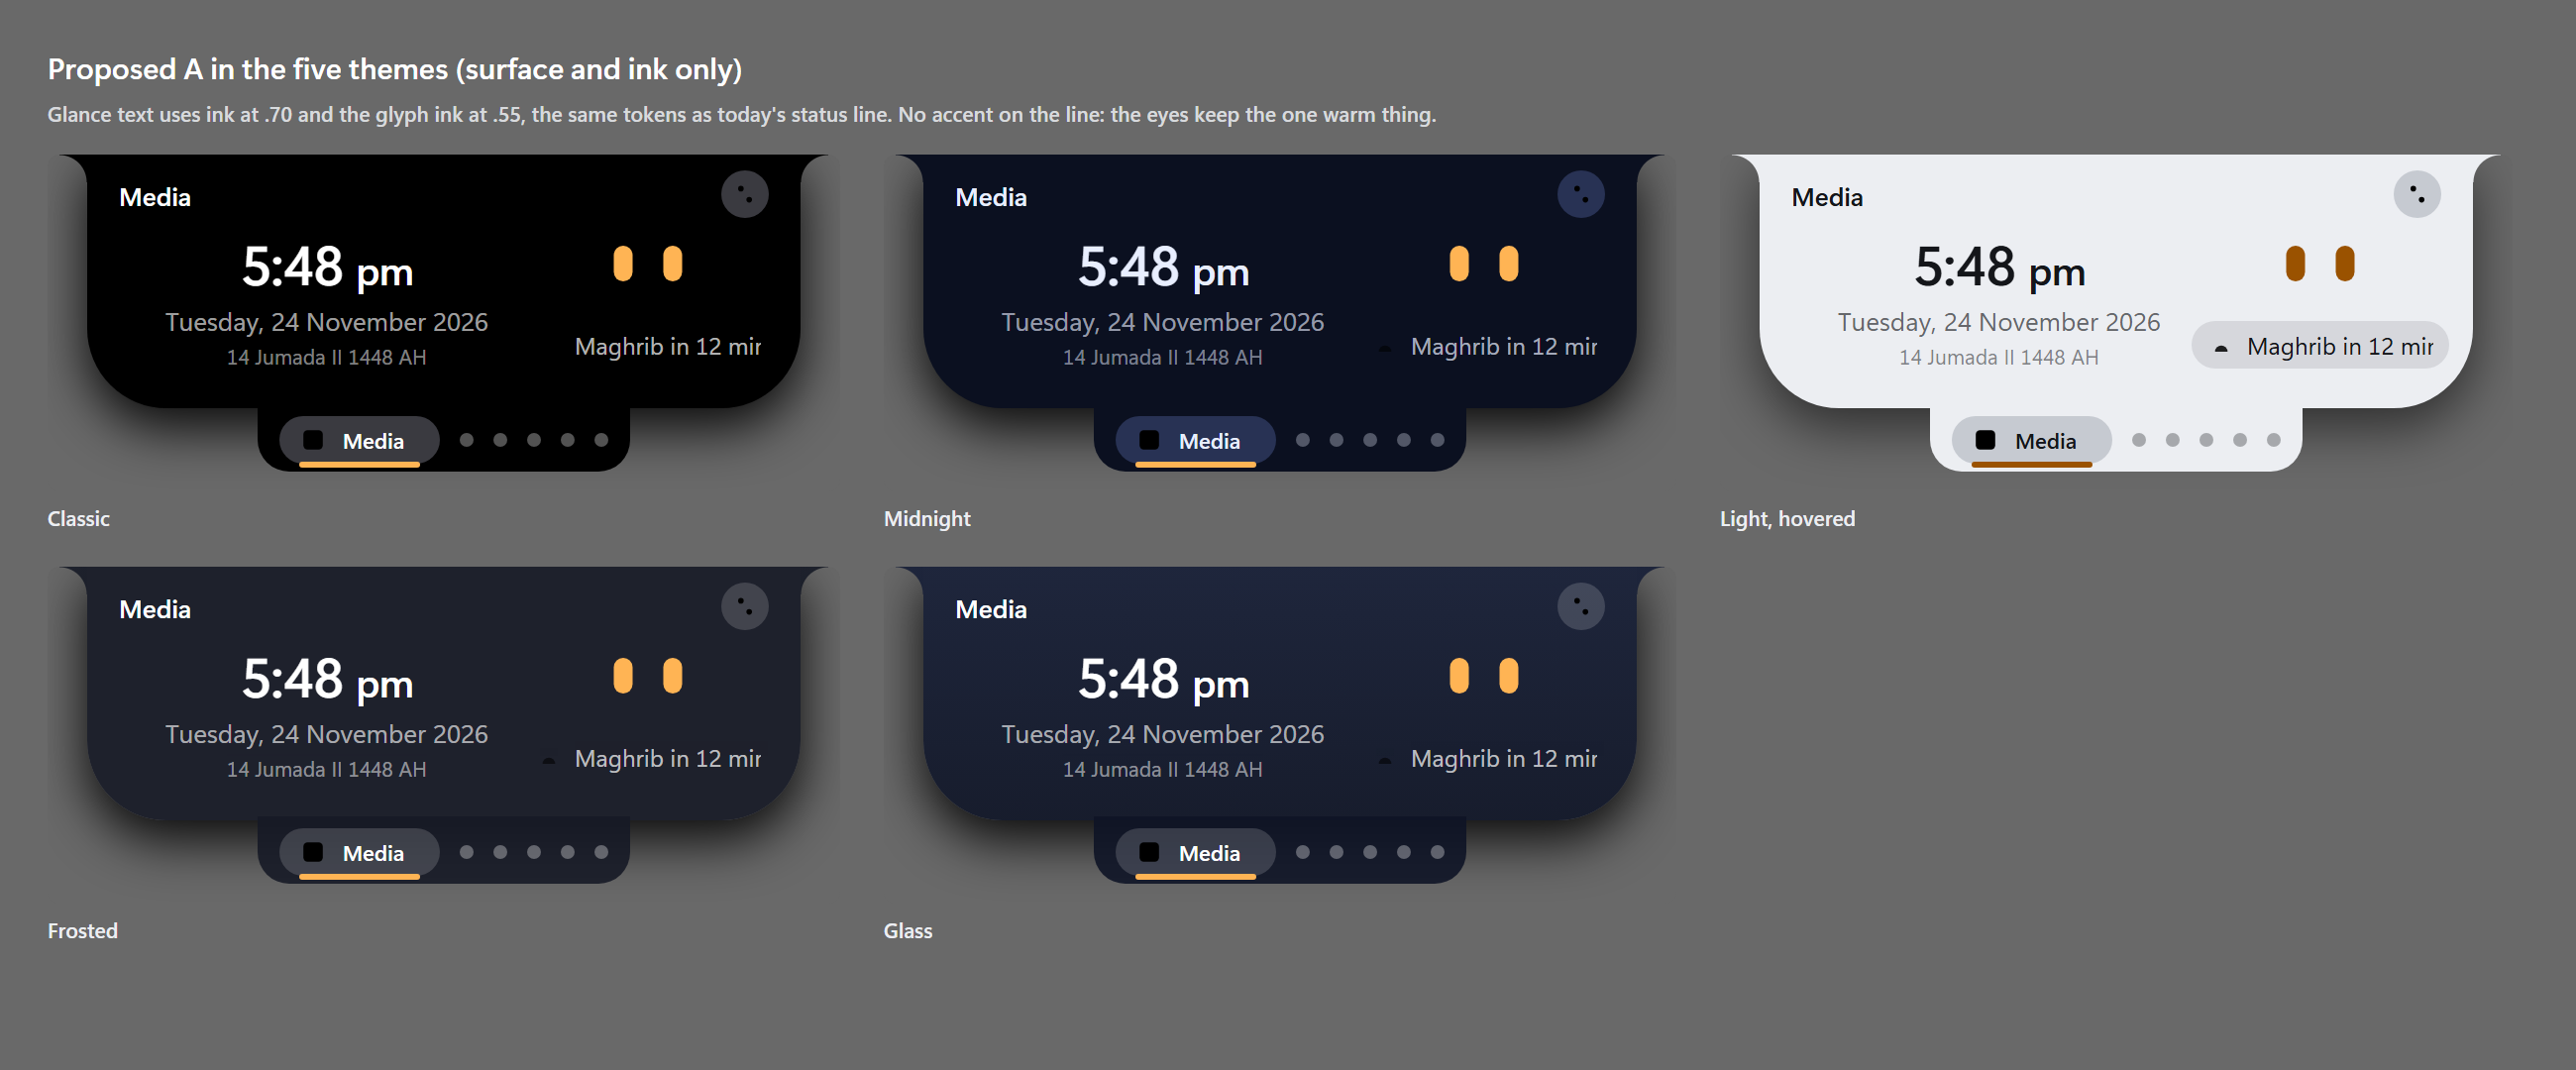 Proposed A in the five themes (surface and ink only)
Glance text uses ink at .70 and the glyph ink at .55, the same tokens as today's status line. No accent on the line: the eyes keep the one warm thing.
Media
5:48 pm
Tuesday, 24 November 2026
14 Jumada II 1448 AH
Maghrib in 12
Media
Classic
Media
5:48 pm
Tuesday, 24 November 2026
14 Jumada II 1448 AH
Maghrib in 12
Media
Midnight
Media
5:48 pm
Tuesday, 24 November 2026
14 Jumada II 1448 AH
Maghrib in 12
Media
Light, hovered
Media
5:48 pm
Tuesday, 24 November 2026
14 Jumada II 1448 AH
Maghrib in 12
Media
Frosted
Media
5:48 pm
Tuesday, 24 November 2026
14 Jumada II 1448 AH
Maghrib in 12
Media
Glass